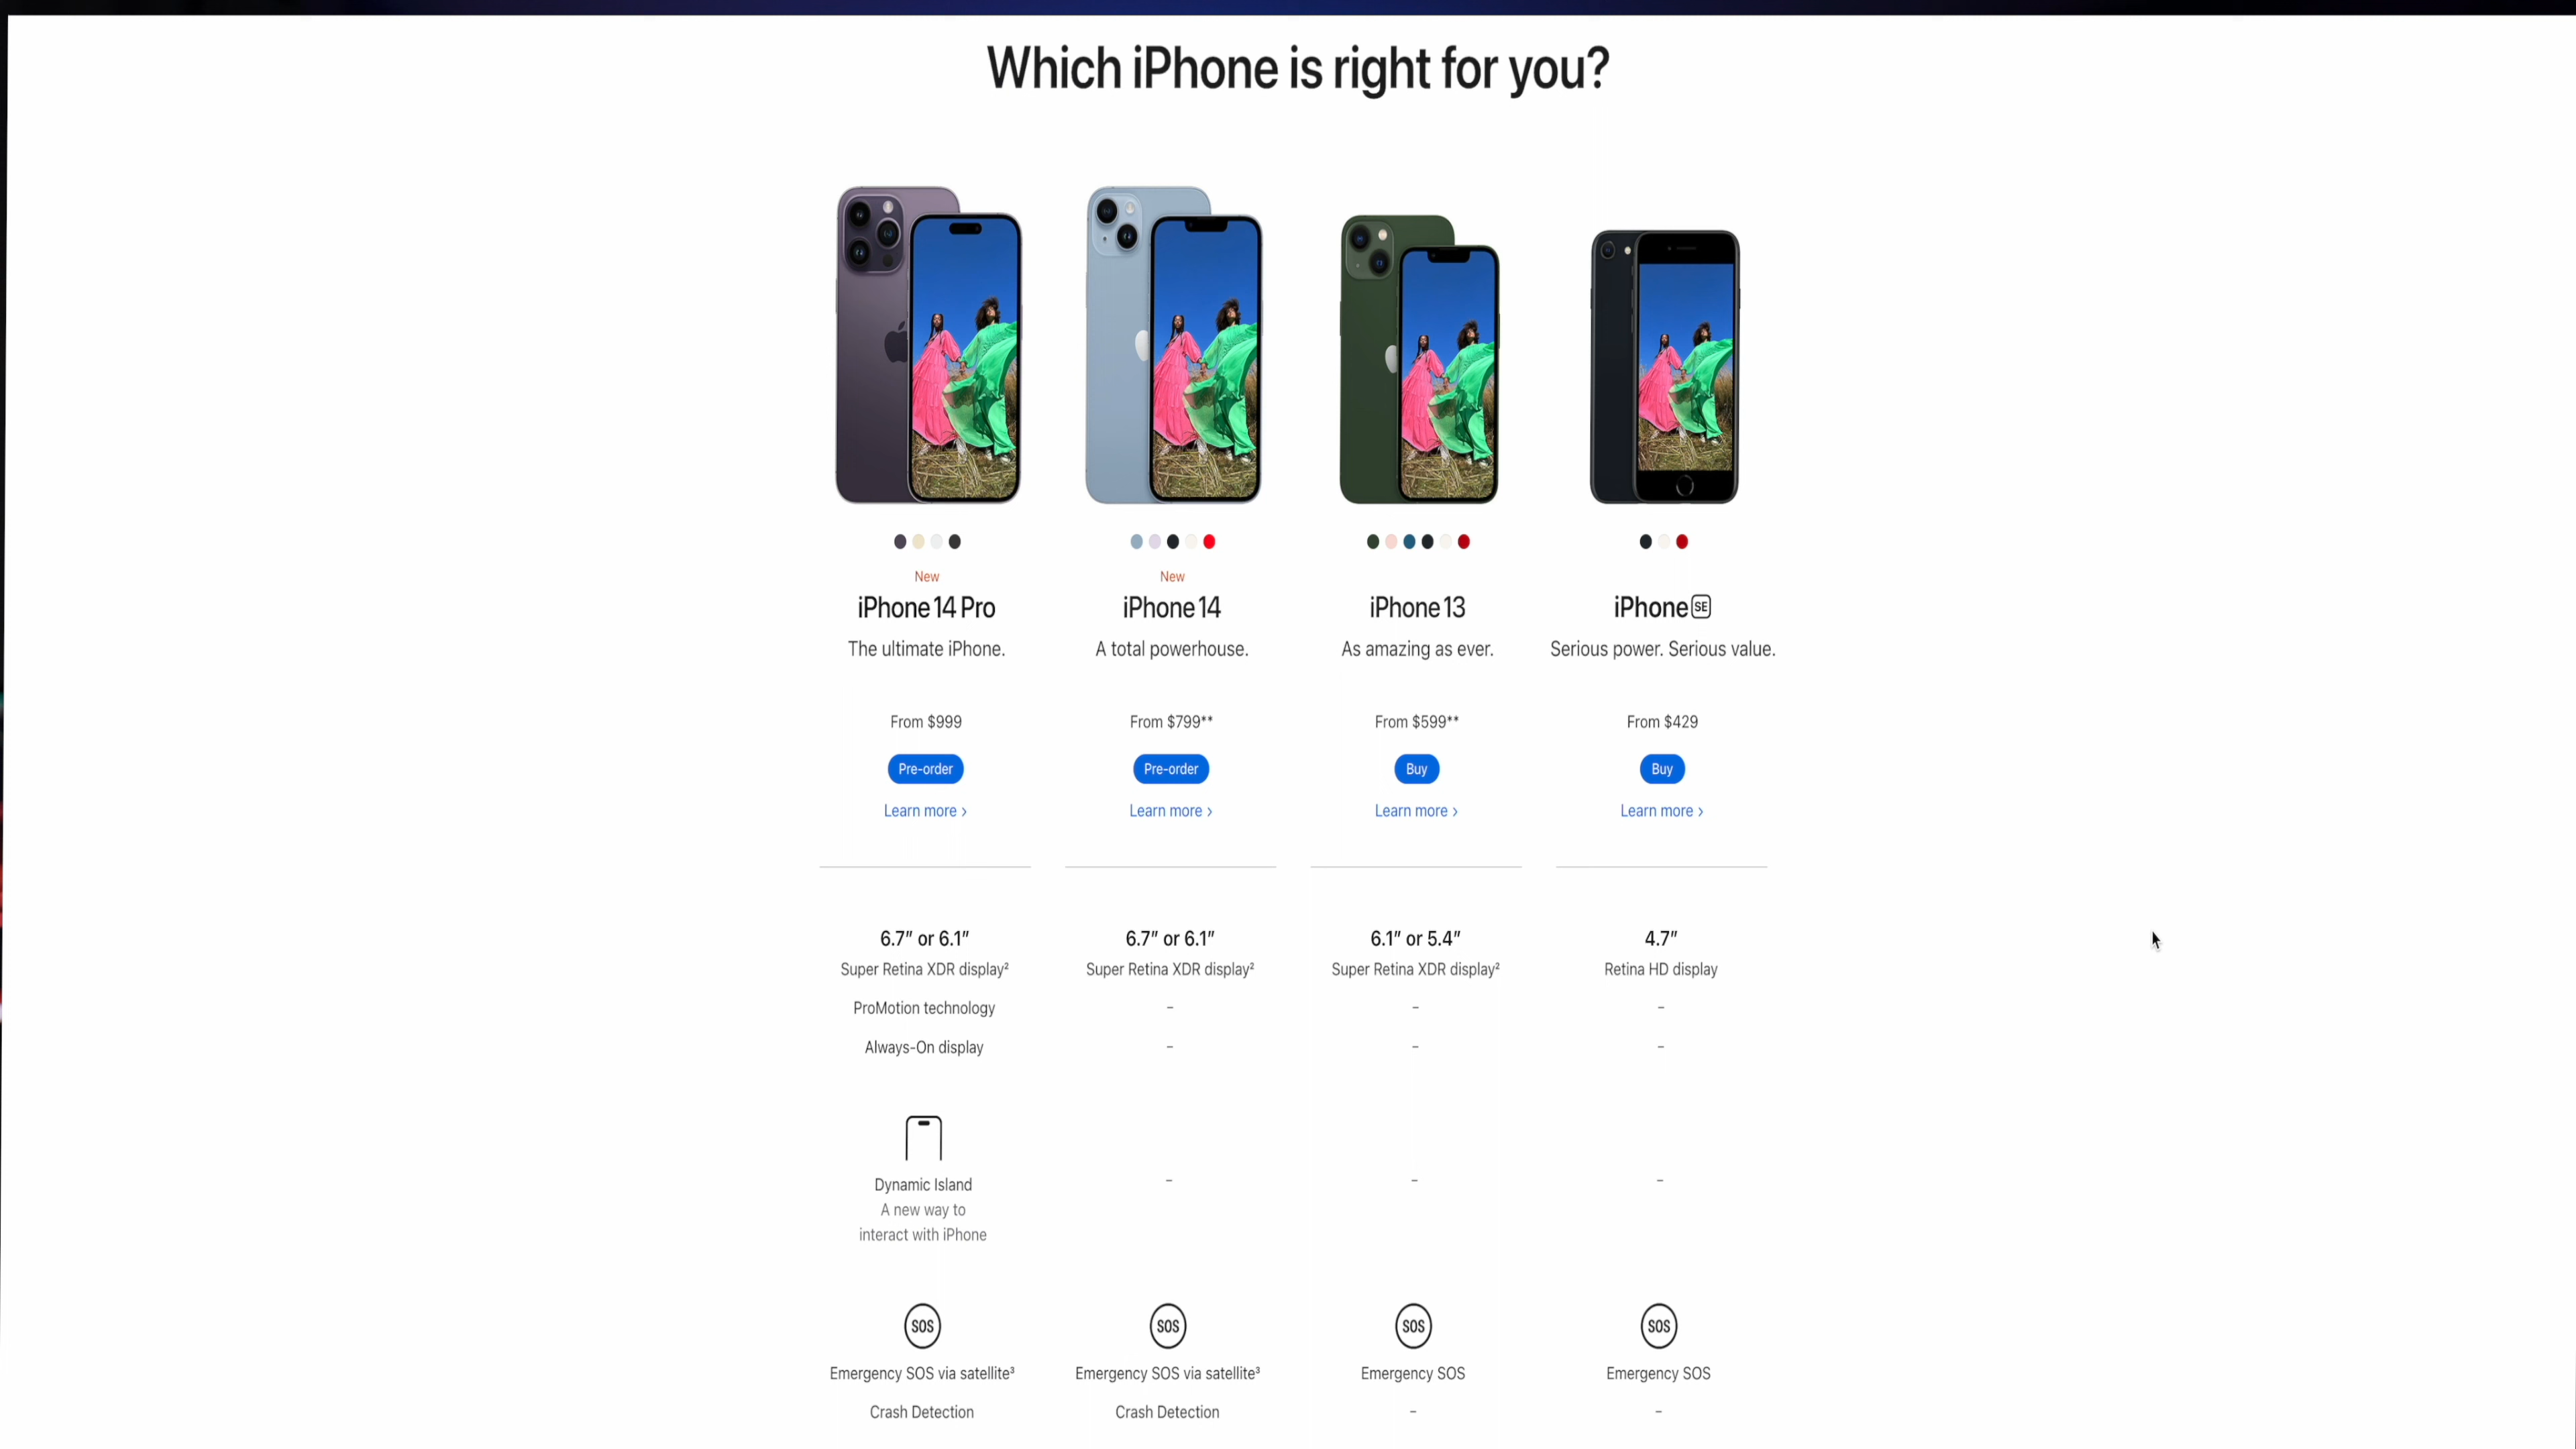 Which iPhone is right for you?
New
iPhone 14 Pro
The ultimate iPhone.
From $999
Pre-order
Learn more >
6.7″ or 6.1″
Super Retina XDR display²
ProMotion technology
Always-On display
Dynamic Island
A new way to
interact with iPhone
SOS
Emergency SOS via satellite³
Crash Detection
New
iPhone 14
A total powerhouse.
From $799**
Pre-order
Learn more >
6.7″ or 6.1″
Super Retina XDR display²
–
–
–
SOS
Emergency SOS via satellite³
Crash Detection
iPhone 13
As amazing as ever.
From $599**
Buy
Learn more >
6.1″ or 5.4″
Super Retina XDR display²
–
–
–
SOS
Emergency SOS
–
iPhone SE
Serious power. Serious value.
From $429
Buy
Learn more >
4.7″
Retina HD display
–
–
–
SOS
Emergency SOS
–